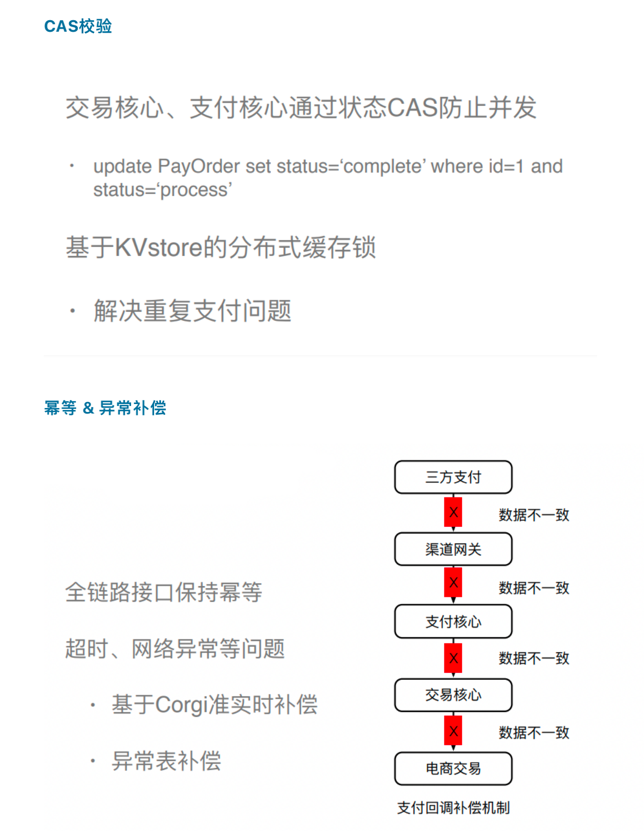 CAS校验
交易核心、支付核心通过状态CAS防止并发
· update PayOrder set status=‘complete’ where id=1 and
status=‘process’
基于KVstore的分布式缓存锁
· 解决重复支付问题
幂等 & 异常补偿
三方支付
X 数据不一致
渠道网关
X 数据不一致
全链路接口保持幂等
支付核心
超时、网络异常等问题
X 数据不一致
· 基于Corgi准实时补偿
交易核心
X 数据不一致
· 异常表补偿
电商交易
支付回调补偿机制